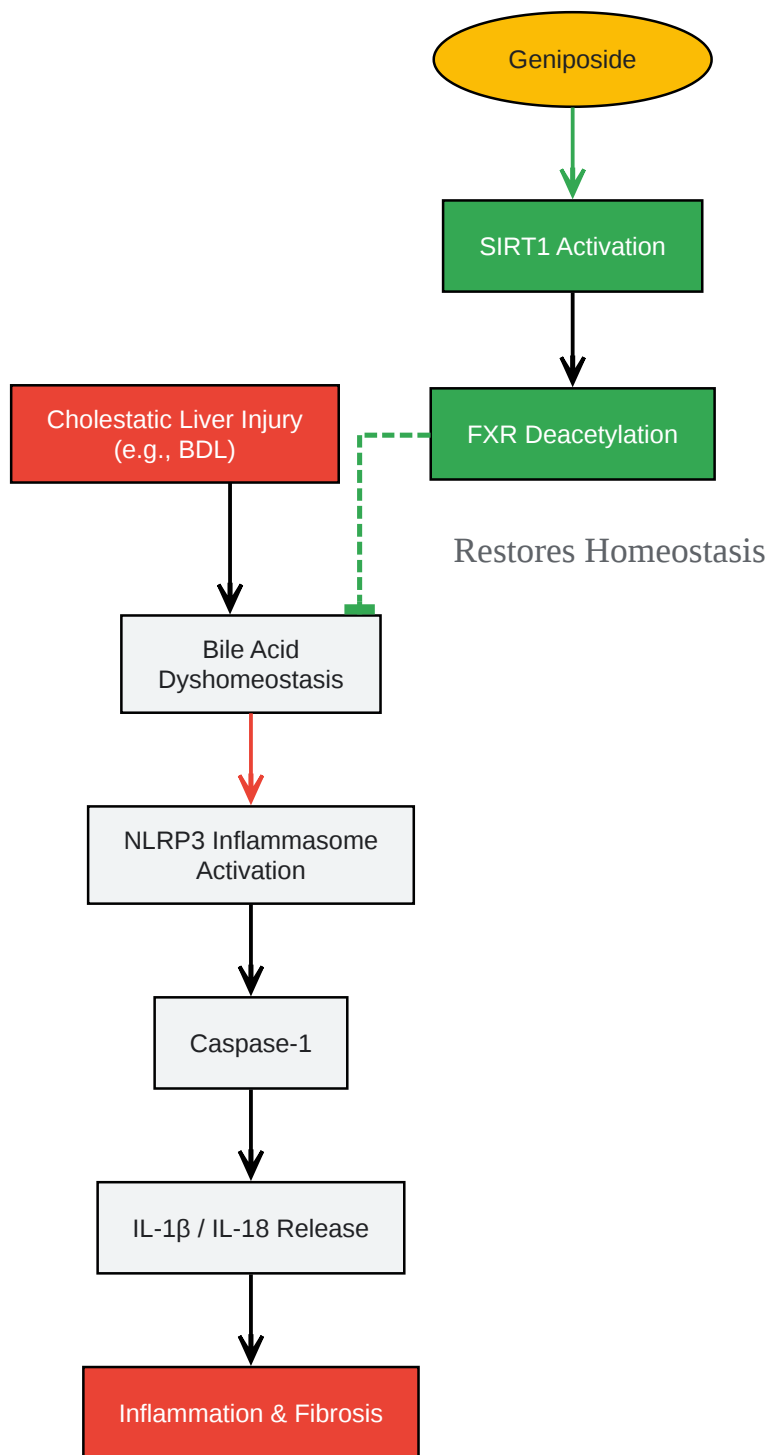 Geniposide
SIRT1 Activation
Cholestatic Liver Injury
(e.g., BDL)
FXR Deacetylation
Restores Homeostasis
Bile Acid
Dyshomeostasis
NLRP3 Inflammasome
Activation
Caspase-1
IL-1β / IL-18 Release
Inflammation & Fibrosis